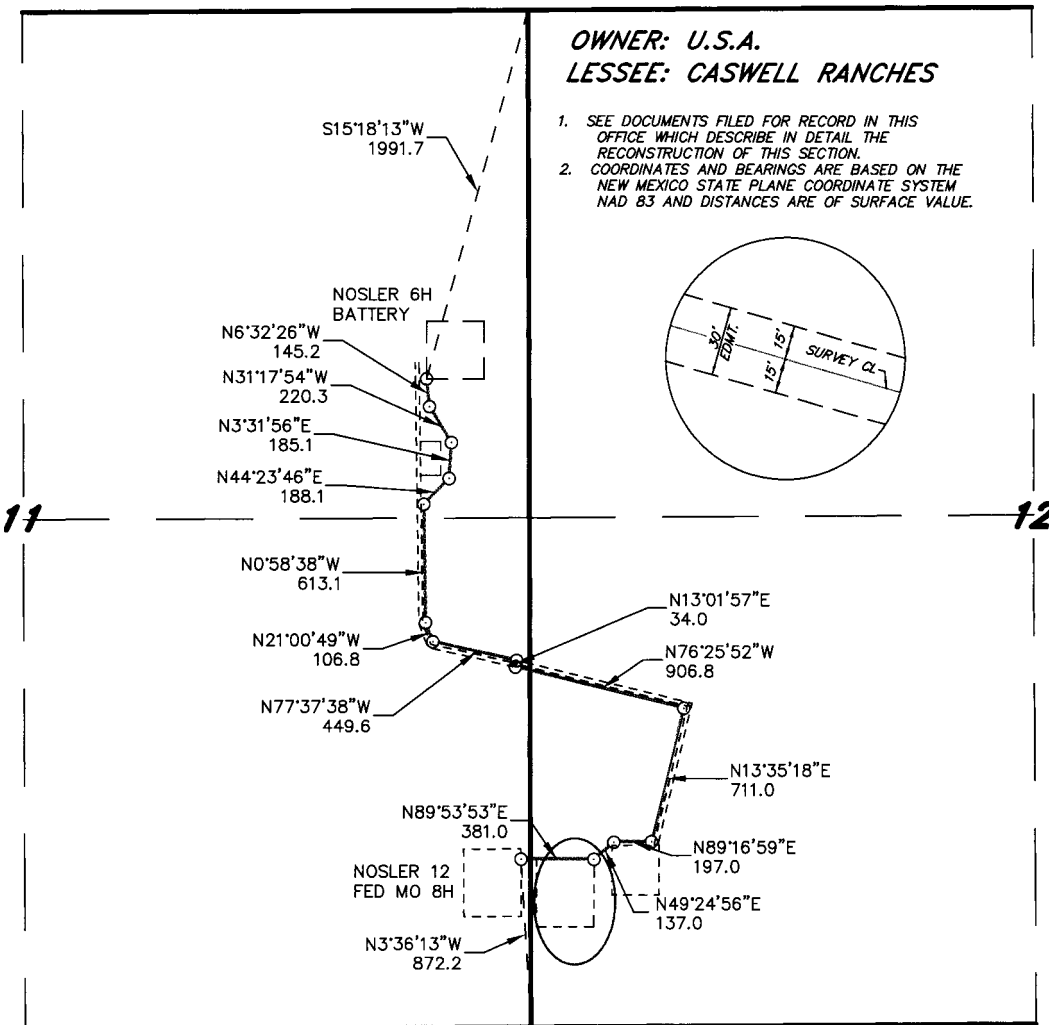 OWNER: U.S.A.
LESSEE: CASWELL RANCHES
1. SEE DOCUMENTS FILED FOR RECORD IN THIS
OFFICE WHICH DESCRIBE IN DETAIL THE
RECONSTRUCTION OF THIS SECTION.
2. COORDINATES AND BEARINGS ARE BASED ON THE
NEW MEXICO STATE PLANE COORDINATE SYSTEM
NAD 83 AND DISTANCES ARE OF SURFACE VALUE.
S15°18'13"W
1991.7
30'
EDMT.
15'
15'
SURVEY CL
NOSLER 6H
BATTERY
N6°32'26"W
145.2
N31°17'54"W
220.3
N3°31'56"E
185.1
N44°23'46"E
188.1
11
12
N0°58'38"W
613.1
N13°01'57"E
34.0
N21°00'49"W
106.8
N76°25'52"W
906.8
N77°37'38"W
449.6
N13°35'18"E
711.0
N89°53'53"E
381.0
N89°16'59"E
197.0
NOSLER 12
FED MO 8H
N49°24'56"E
137.0
N3°36'13"W
872.2